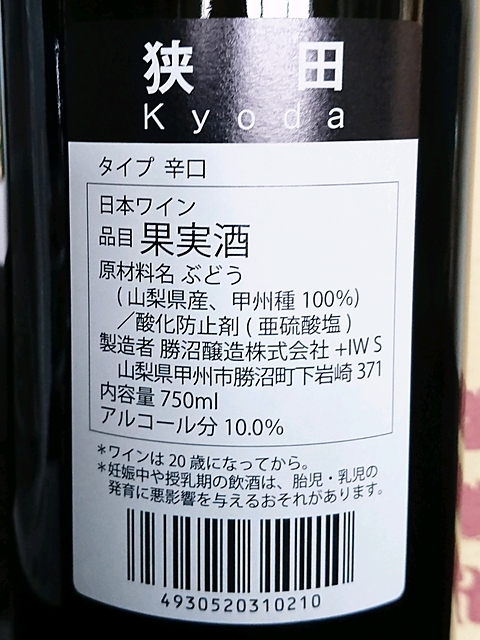 狭田
Kyoda
タイプ 辛口
日本ワイン
品目 果実酒
原材料名 ぶどう
(山梨県産、甲州種 100%)
／酸化防止剤 (亜硫酸塩)
製造者 勝沼醸造株式会社 +IW S
山梨県甲州市勝沼町下岩崎 371
内容量 750ml
アルコール分 10.0%
＊ワインは 20 歳になってから。
＊妊娠中や授乳期の飲酒は、胎児・乳児の
発育に悪影響を与えるおそれがあります。
4930520310210